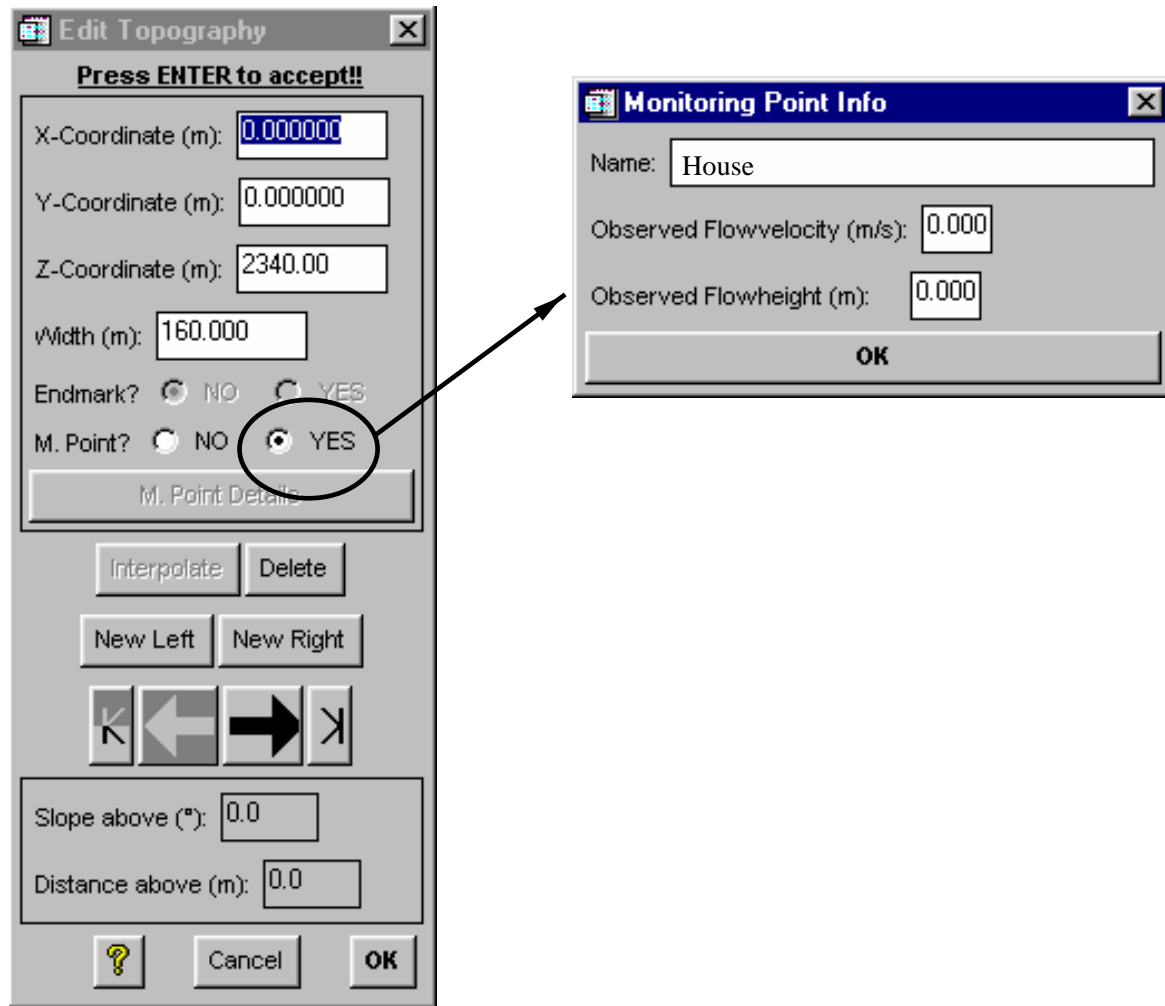 Edit Topography
Press ENTER to accept!!
X-Coordinate (m): 0.000000
Y-Coordinate (m): 0.000000
Z-Coordinate (m): 2340.00
Width (m): 160.000
Endmark? NO YES
M. Point? NO YES
M. Point Details
Interpolate Delete
New Left New Right
Slope above (°): 0.0
Distance above (m): 0.0
? Cancel OK
Monitoring Point Info
Name: House
Observed Flowvelocity (m/s): 0.000
Observed Flowheight (m): 0.000
OK